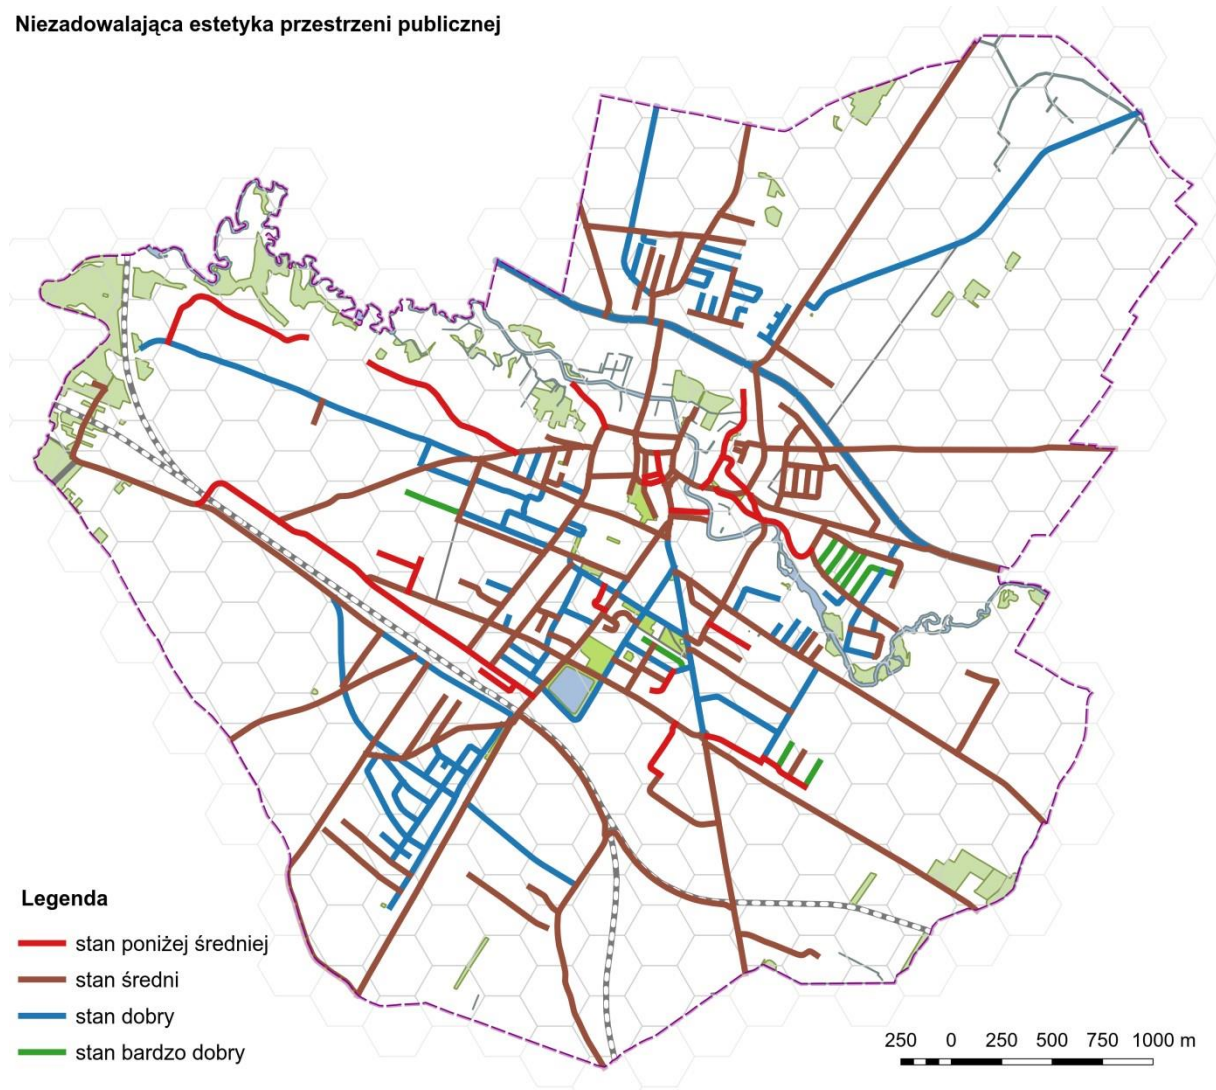 Niezadowalająca estetyka przestrzeni publicznej
Legenda
stan poniżej średniej
stan średni
stan dobry
stan bardzo dobry
250 0 250 500 750 1000 m